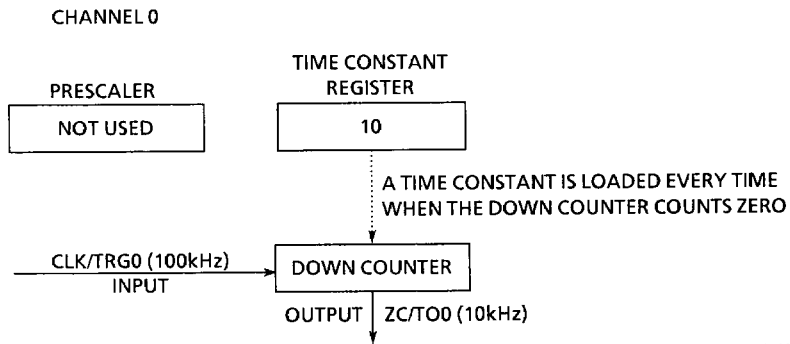 CHANNEL 0
TIME CONSTANT
REGISTER
PRESCALER
NOT USED
10
A TIME CONSTANT IS LOADED EVERY TIME
WHEN THE DOWN COUNTER COUNTS ZERO
CLK/TRG0 (100kHz)
INPUT
DOWN COUNTER
OUTPUT ZC/TO0 (10kHz)